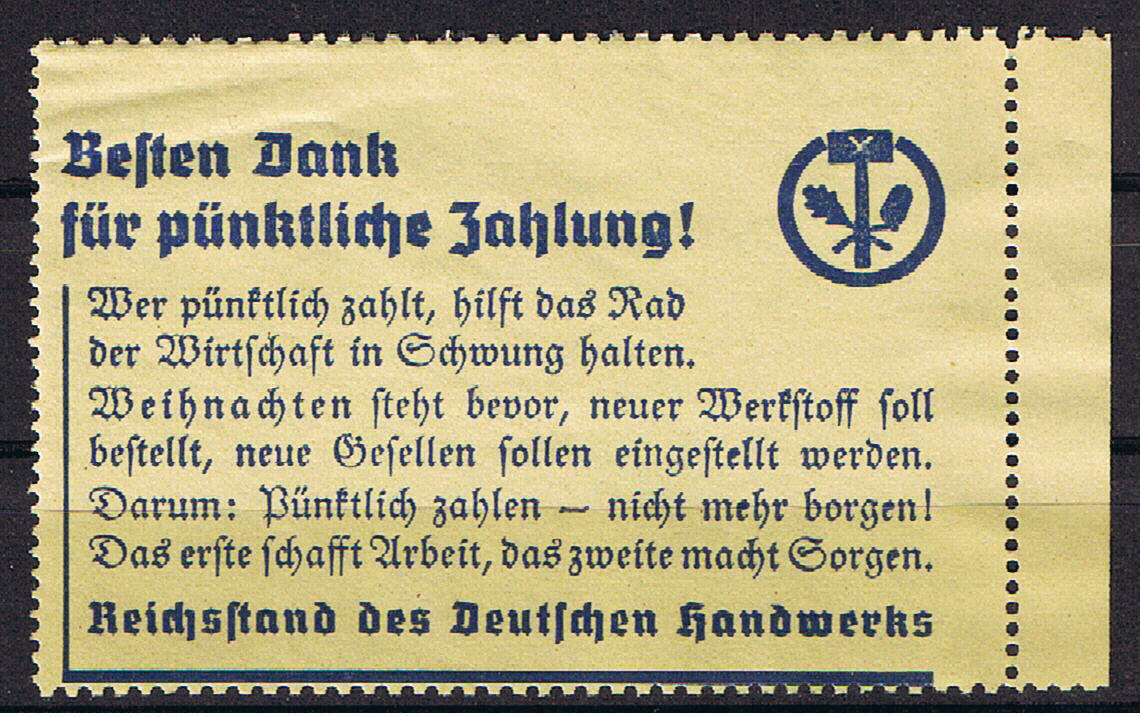 Besten Dank
für pünktliche Zahlung!
Wer pünktlich zahlt, hilft das Rad
der Wirtschaft in Schwung halten.
Weihnachten steht bevor, neuer Werkstoff soll
bestellt, neue Gesellen sollen eingestellt werden.
Darum: Pünktlich zahlen — nicht mehr borgen!
Das erste schafft Arbeit, das zweite macht Sorgen.
Reichsstand des Deutschen Handwerks